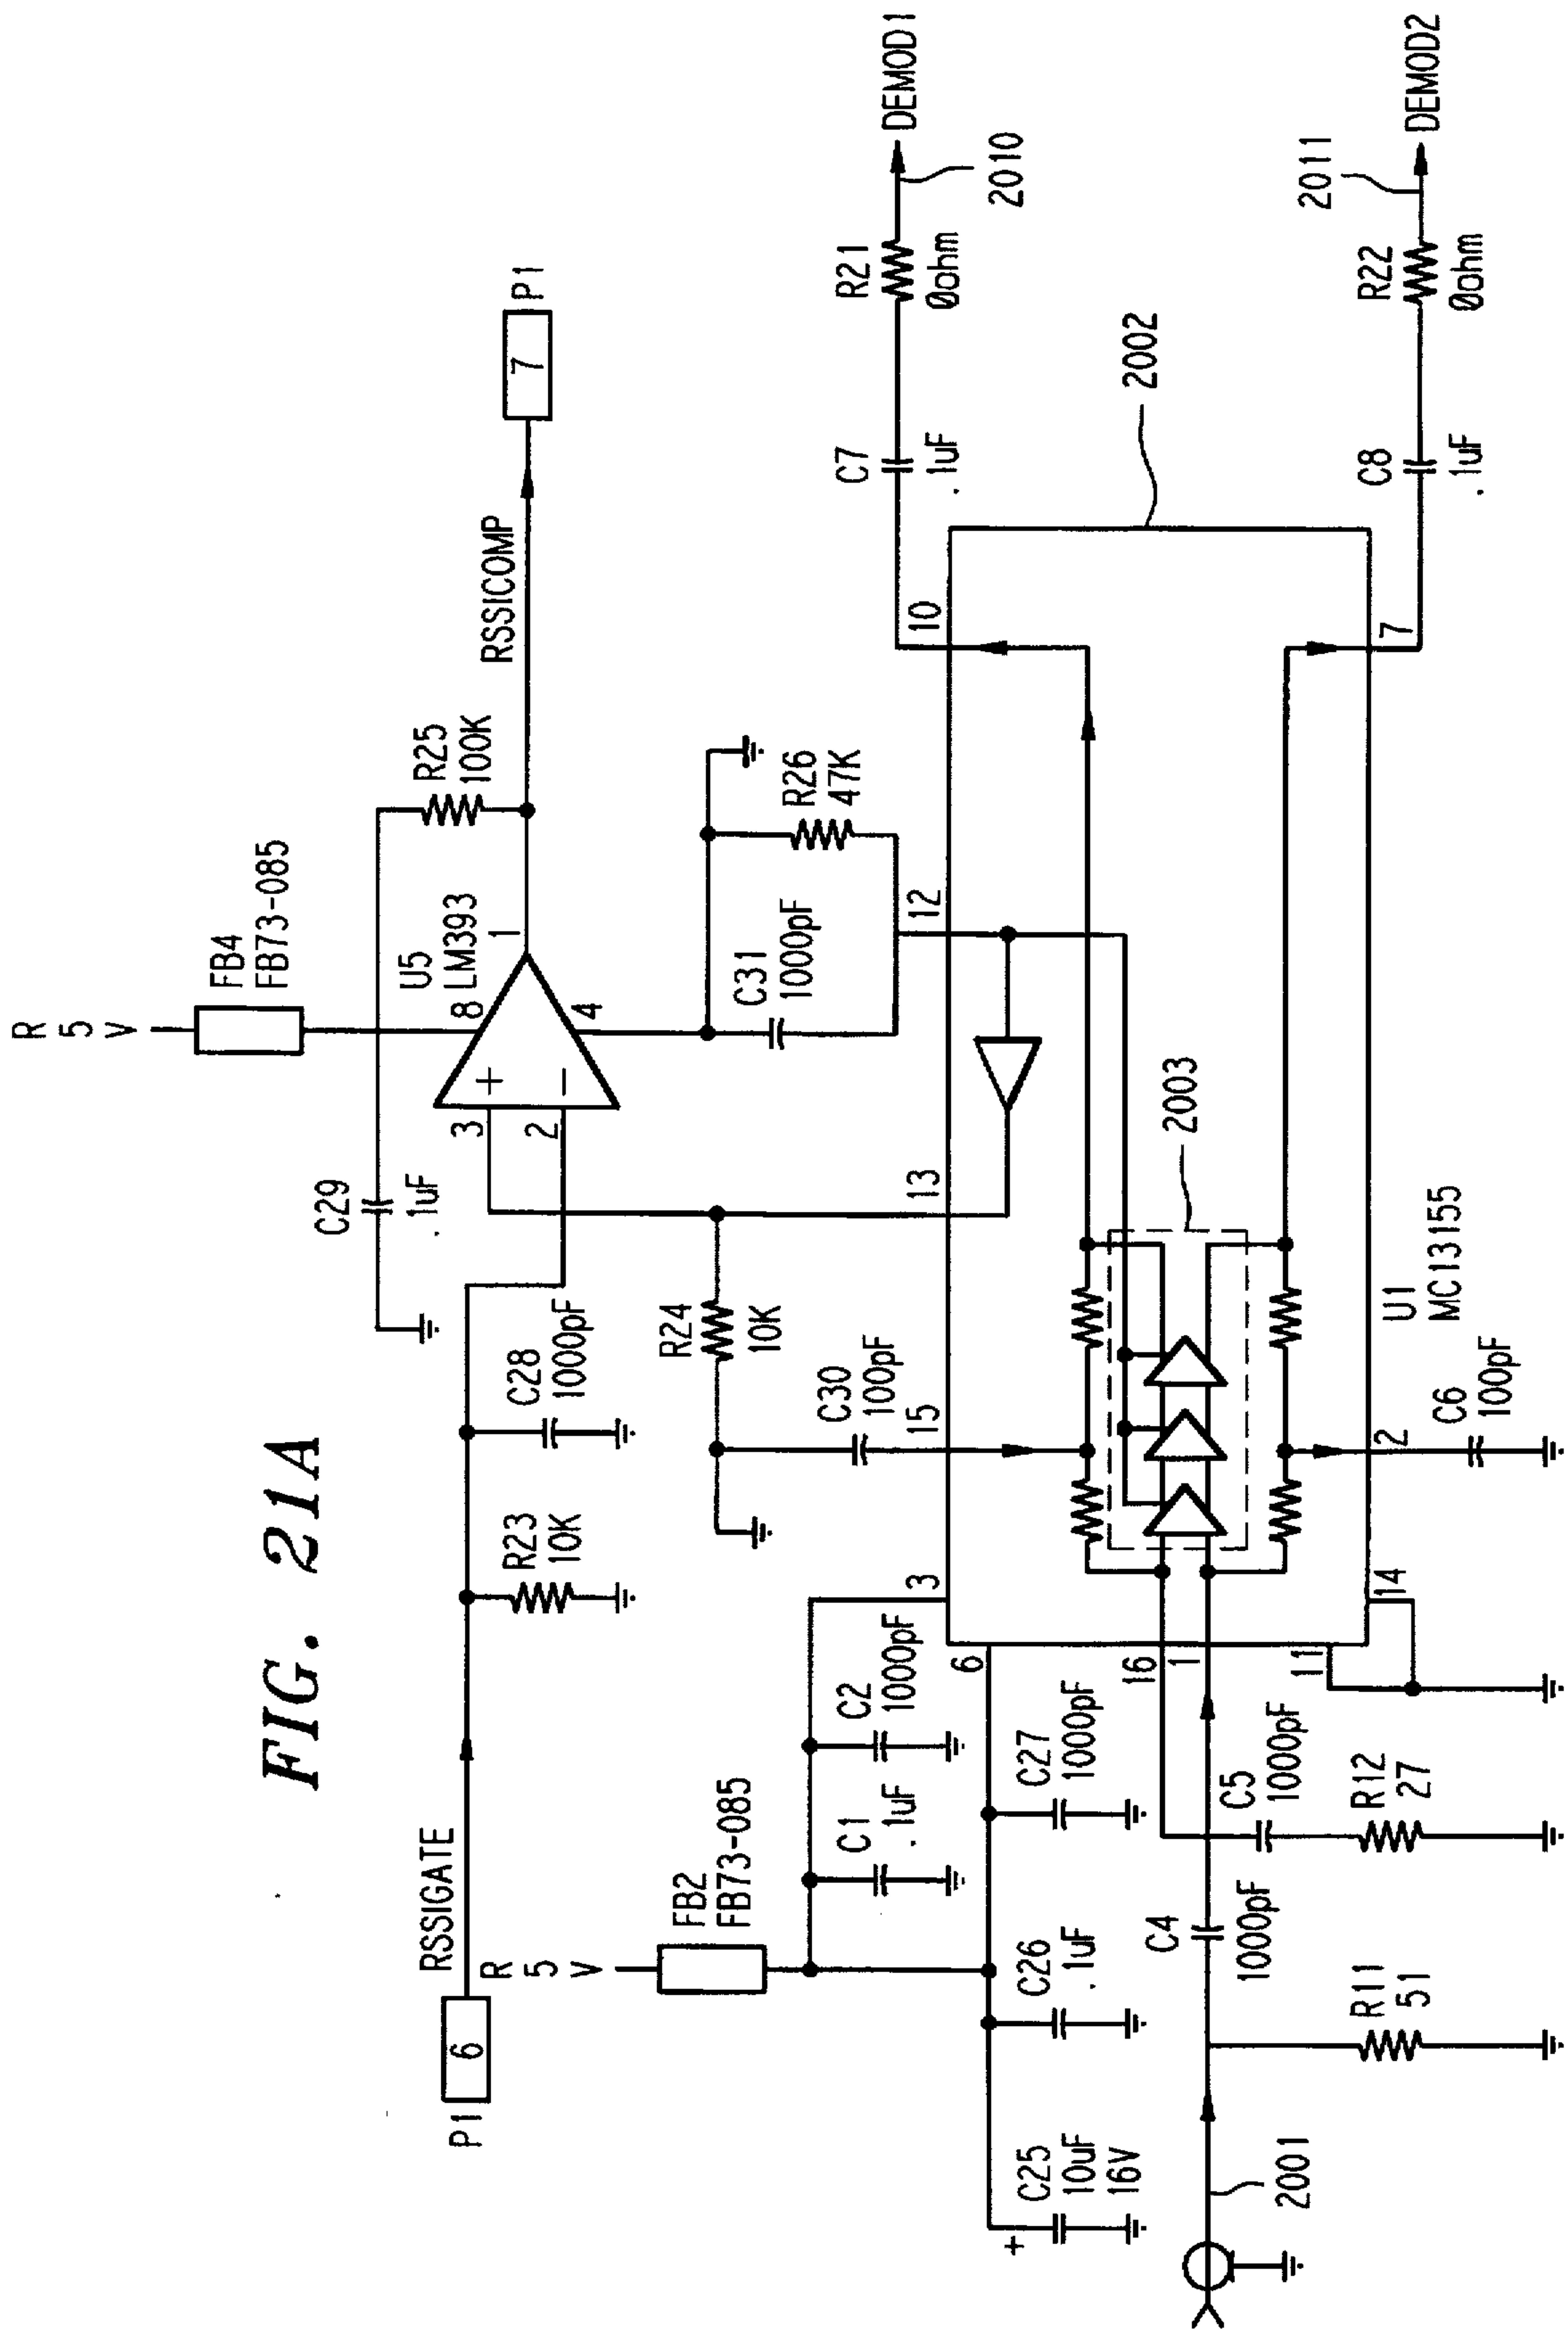 FIG. 21A
R
5
V
FB4
FB73-085
C29
.1uF
U5
LM393
8
3
+
2
−
4
1
R25
100K
RSSICOMP
7
P1
P1
6
RSSIGATE
R23
10K
C28
1000pF
R24
10K
C31
1000pF
R26
47K
R
5
V
FB2
FB73-085
C1
.1uF
C2
1000pF
C30
100pF
3
15
13
12
10
C7
.1uF
R21
0ohm
DEMOD1
2010
+
C25
10uF
16V
C26
.1uF
C27
1000pF
6
2003
2002
2001
R11
51
C4
1000pF
C5
1000pF
R12
27
16
1
11
14
2
C6
100pF
U1
MC13155
7
C8
.1uF
R22
0ohm
DEMOD2
2011